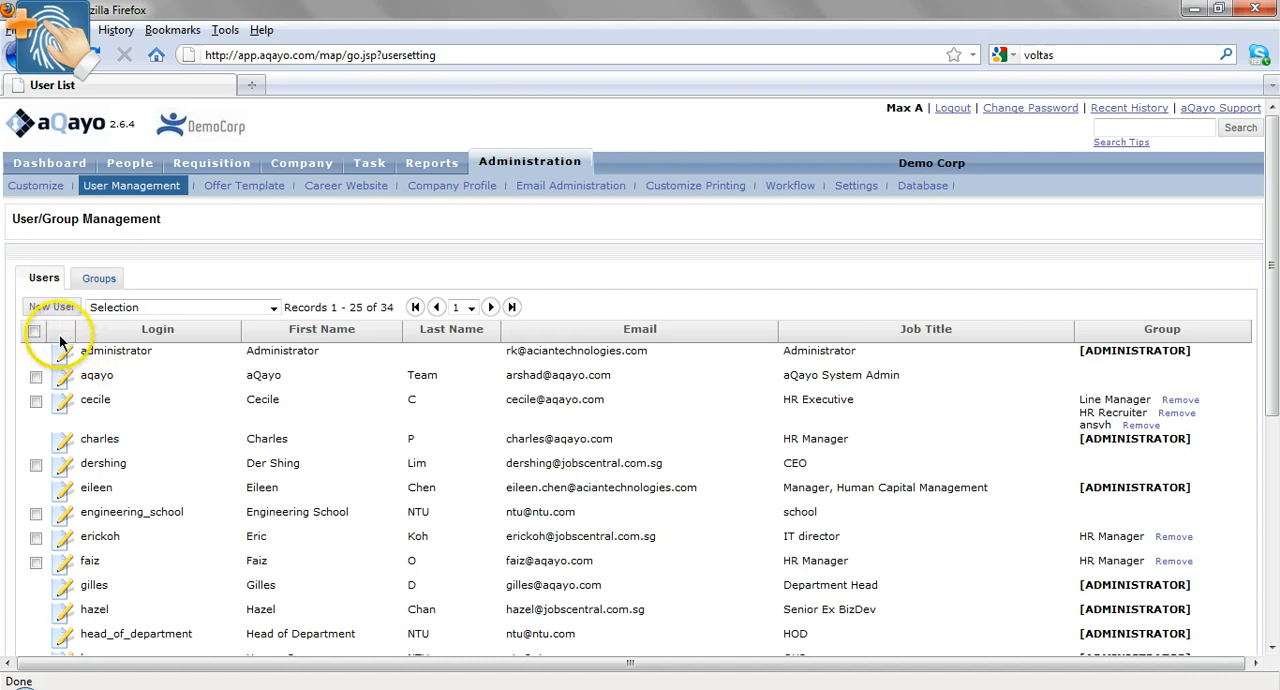 zilla Firefox
History Bookmarks Tools Help
http://app.aqayo.com/map/go.jsp?usersetting
voltas
User List
aQayo 2.6.4 DemoCorp
Max A | Logout | Change Password | Recent History | aQayo Support
Search
Search Tips
Dashboard People Requisition Company Task Reports Administration Demo Corp
Customize | User Management | Offer Template | Career Website | Company Profile | Email Administration | Customize Printing | Workflow | Settings | Database |
User/Group Management
Users Groups
New User Selection Records 1 - 25 of 34 1
Login First Name Last Name Email Job Title Group
administrator Administrator rk@aciantechnologies.com Administrator [ADMINISTRATOR]
aqayo aQayo Team arshad@aqayo.com aQayo System Admin
cecile Cecile C cecile@aqayo.com HR Executive Line Manager Remove
HR Recruiter Remove
ansvh Remove
charles Charles P charles@aqayo.com HR Manager [ADMINISTRATOR]
dershing Der Shing Lim dershing@jobscentral.com.sg CEO
eileen Eileen Chen eileen.chen@aciantechnologies.com Manager, Human Capital Management [ADMINISTRATOR]
engineering_school Engineering School NTU ntu@ntu.com school
erickoh Eric Koh erickoh@jobscentral.com.sg IT director HR Manager Remove
faiz Faiz O faiz@aqayo.com HR Manager HR Manager Remove
gilles Gilles D gilles@aqayo.com Department Head [ADMINISTRATOR]
hazel Hazel Chan hazel@jobscentral.com.sg Senior Ex BizDev [ADMINISTRATOR]
head_of_department Head of Department NTU ntu@ntu.com HOD [ADMINISTRATOR]
Done